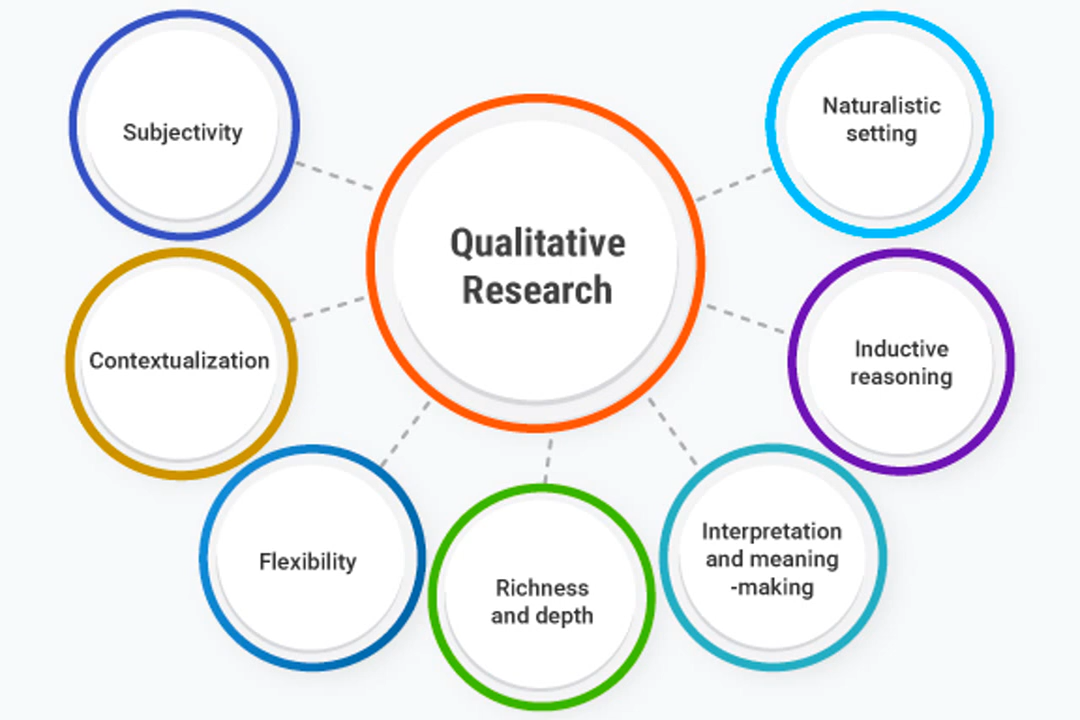 Subjectivity
Naturalistic
setting
Qualitative
Research
Contextualization
Inductive
reasoning
Flexibility
Richness
and depth
Interpretation
and meaning
-making